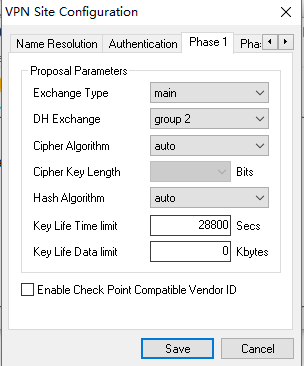 VPN Site Configuration
Name Resolution Authentication Phase 1
Proposal Parameters
Exchange Type main
DH Exchange group 2
Cipher Algorithm auto
Cipher Key Length Bits
Hash Algorithm auto
Key Life Time limit 28800 Secs
Key Life Data limit 0 Kbytes
Enable Check Point Compatible Vendor ID
Save Cancel